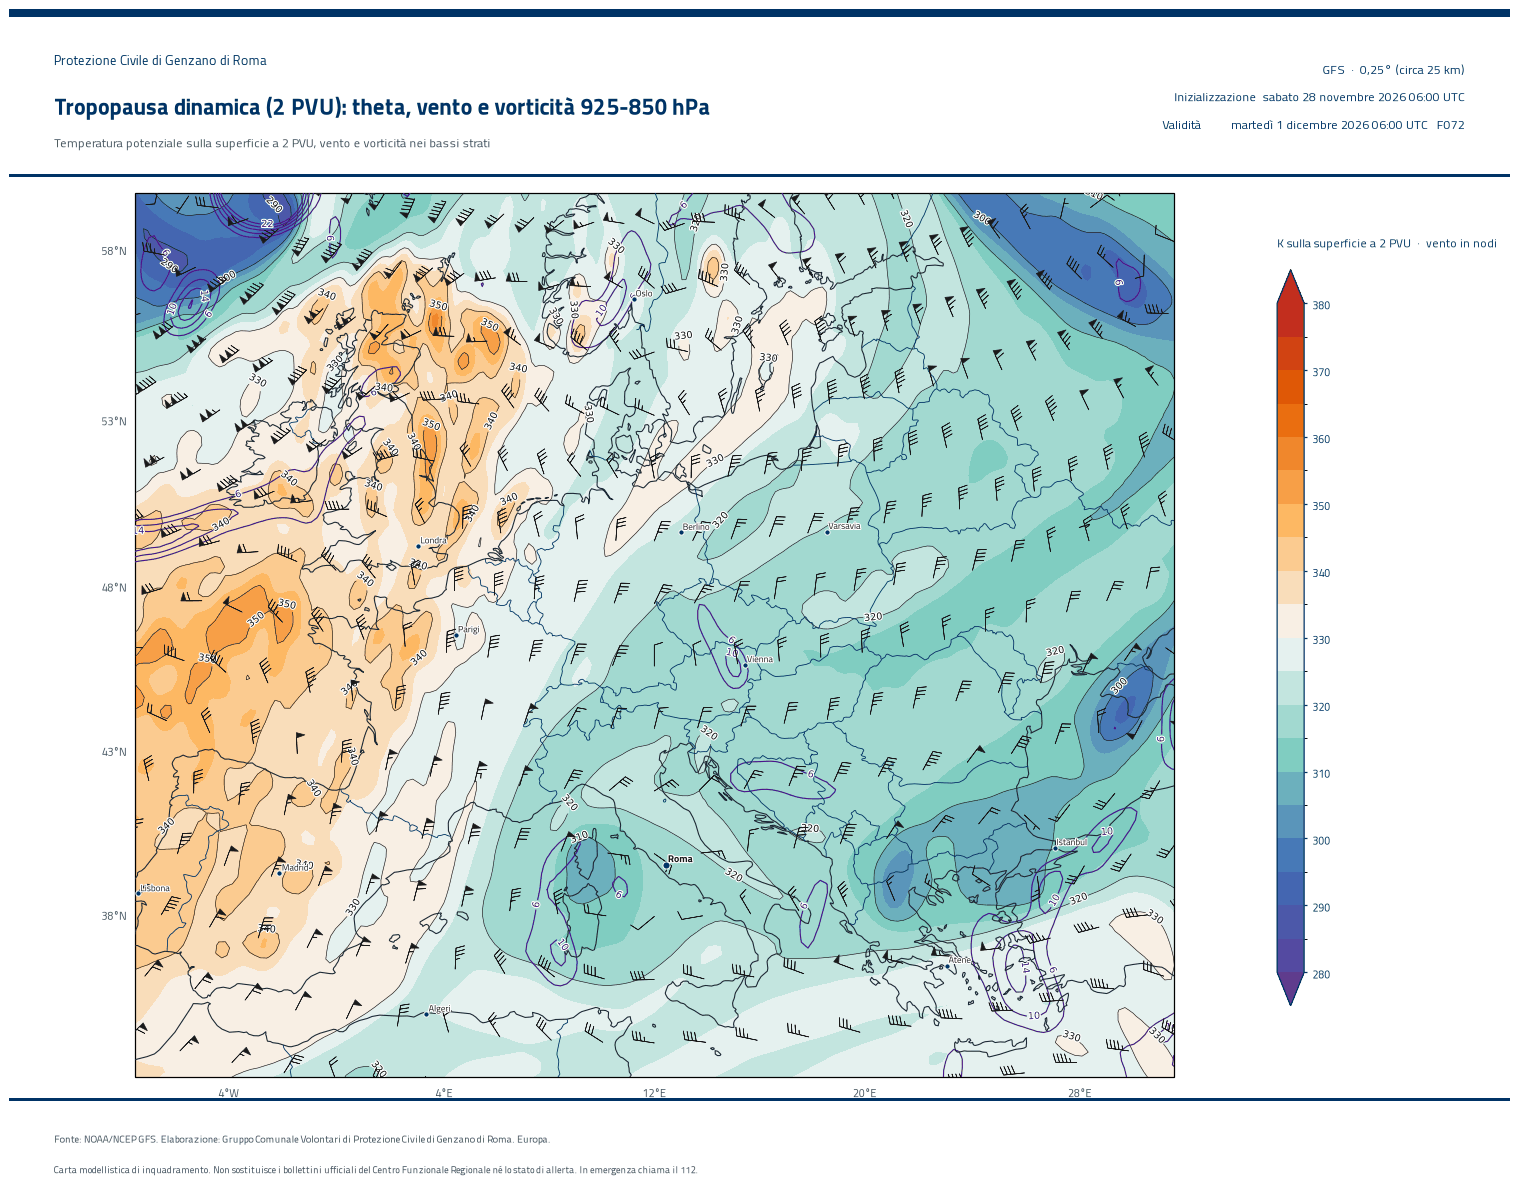 Protezione Civile di Genzano di Roma
Tropopausa dinamica (2 PVU): theta, vento e vorticità 925-850 hPa
Temperatura potenziale sulla superficie a 2 PVU, vento e vorticità nei bassi strati
GFS · 0,25° (circa 25 km)
Inizializzazione sabato 28 novembre 2026 06:00 UTC
Validità martedì 1 dicembre 2026 06:00 UTC F072
K sulla superficie a 2 PVU · vento in nodi
380
370
360
350
340
330
320
310
300
290
280
58°N
53°N
48°N
43°N
38°N
4°W
4°E
12°E
20°E
28°E
Oslo
Berlino
Varsavia
Londra
Parigi
Vienna
Roma
Madrid
Lisbona
Istanbul
Atene
Algeri
Fonte: NOAA/NCEP GFS. Elaborazione: Gruppo Comunale Volontari di Protezione Civile di Genzano di Roma. Europa.
Carta modellistica di inquadramento. Non sostituisce i bollettini ufficiali del Centro Funzionale Regionale né lo stato di allerta. In emergenza chiama il 112.